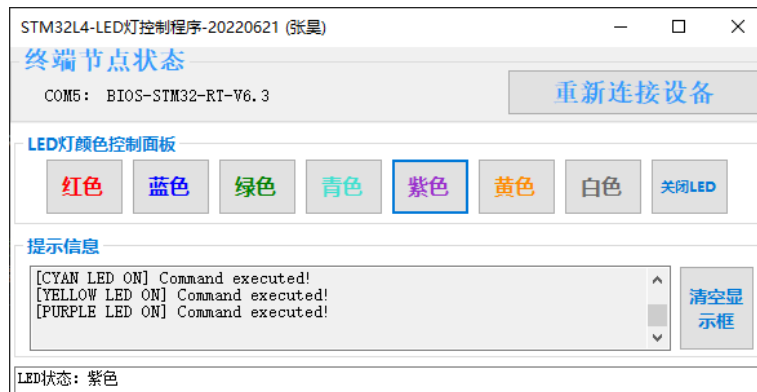 STM32L4-LED灯控制程序-20220621 (张昊)
终端节点状态
COM5: BIOS-STM32-RT-V6.3
重新连接设备
LED灯颜色控制面板
红色 蓝色 绿色 青色 紫色 黄色 白色 关闭LED
提示信息
[CYAN LED ON] Command executed!
[YELLOW LED ON] Command executed!
[PURPLE LED ON] Command executed!
清空显
示框
LED状态: 紫色